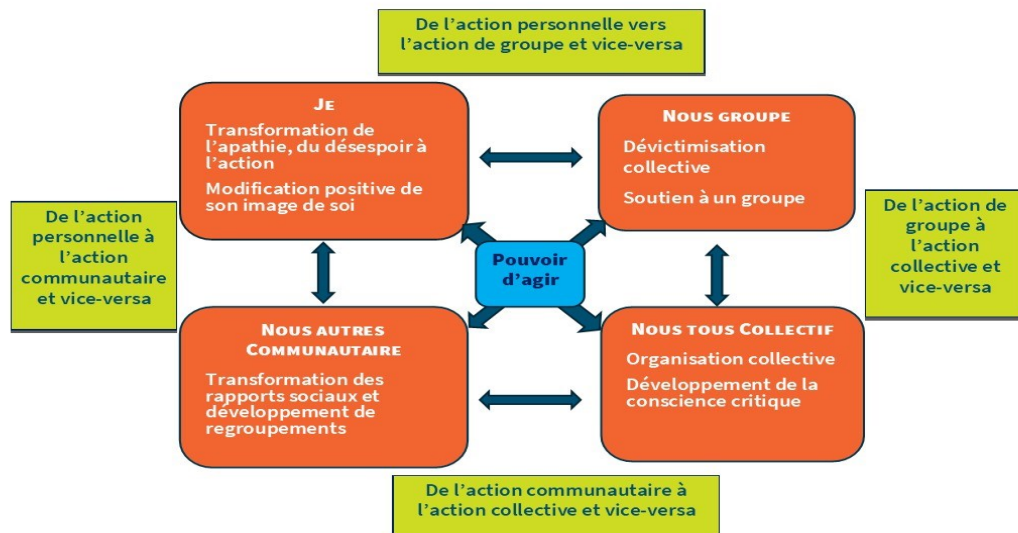 De l'action personnelle vers
l'action de groupe et vice-versa
JE
Transformation de
l'apathie, du désespoir à
l'action
Modification positive de
son image de soi
NOUS GROUPE
Dévictimisation
collective
Soutien à un groupe
De l'action
personnelle à
l'action
communautaire
et vice-versa
Pouvoir
d'agir
De l'action de
groupe à
l'action
collective et
vice-versa
NOUS AUTRES
COMMUNAUTAIRE
Transformation des
rapports sociaux et
développement de
regroupements
NOUS TOUS COLLECTIF
Organisation collective
Développement de la
conscience critique
De l'action communautaire à
l'action collective et vice-versa